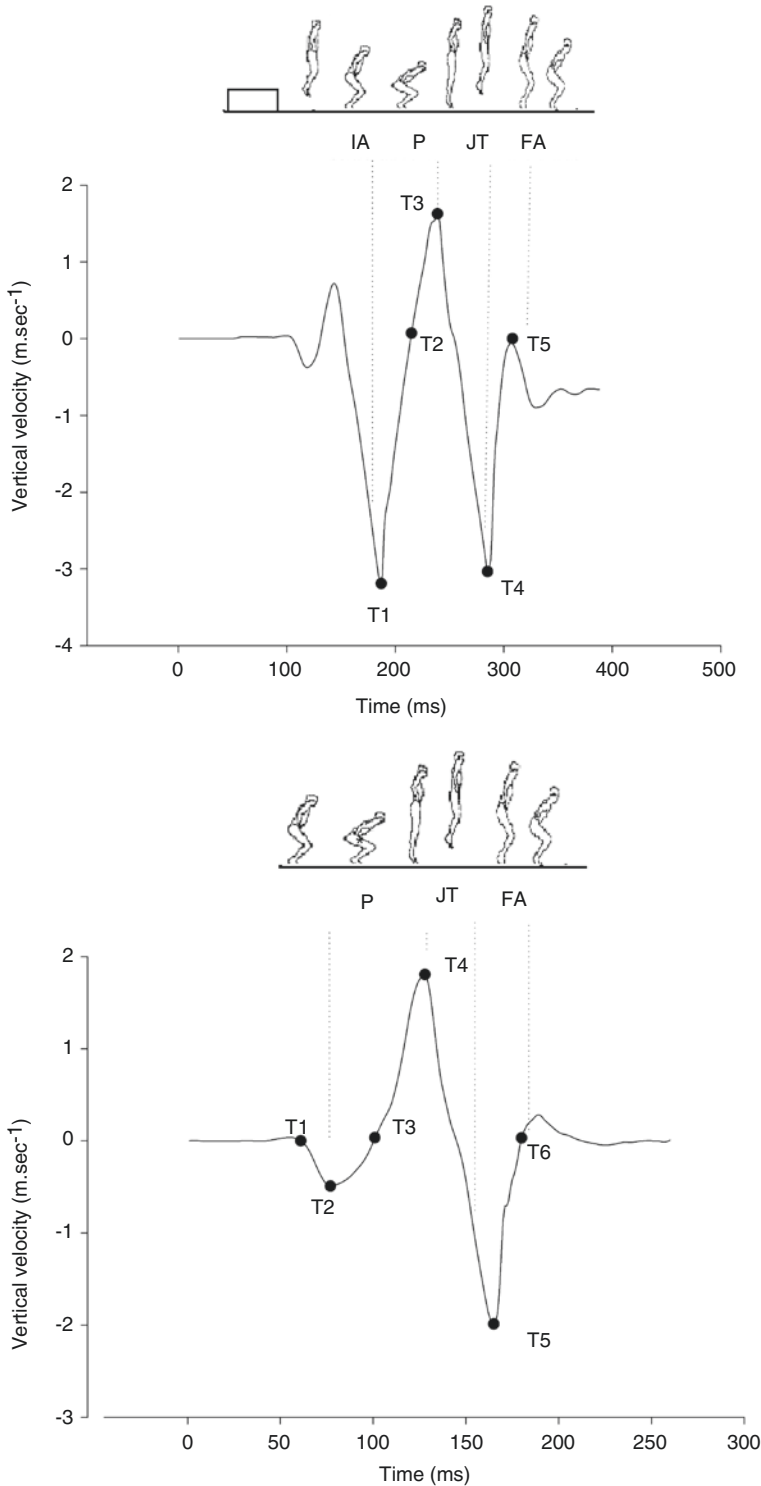 IA P JT FA
2
T3
1
0
T2 T5
-1
-2
-3
T4
T1
-4
Vertical velocity (m.sec-1)
0 100 200 300 400 500
Time (ms)
P JT FA
2
T4
1
T1 T3
0
T6
T2
-1
-2
T5
-3
Vertical velocity (m.sec-1)
0 50 100 150 200 250 300
Time (ms)